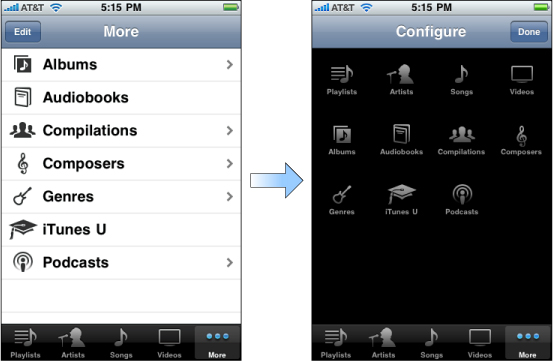 AT&T 5:15 PM
Edit More
Albums
Audiobooks
Compilations
Composers
Genres
iTunes U
Podcasts
Playlists Artists Songs Videos More
AT&T 5:15 PM
Configure Done
Playlists Artists Songs Videos
Albums Audiobooks Compilations Composers
Genres iTunes U Podcasts
Playlists Artists Songs Videos More